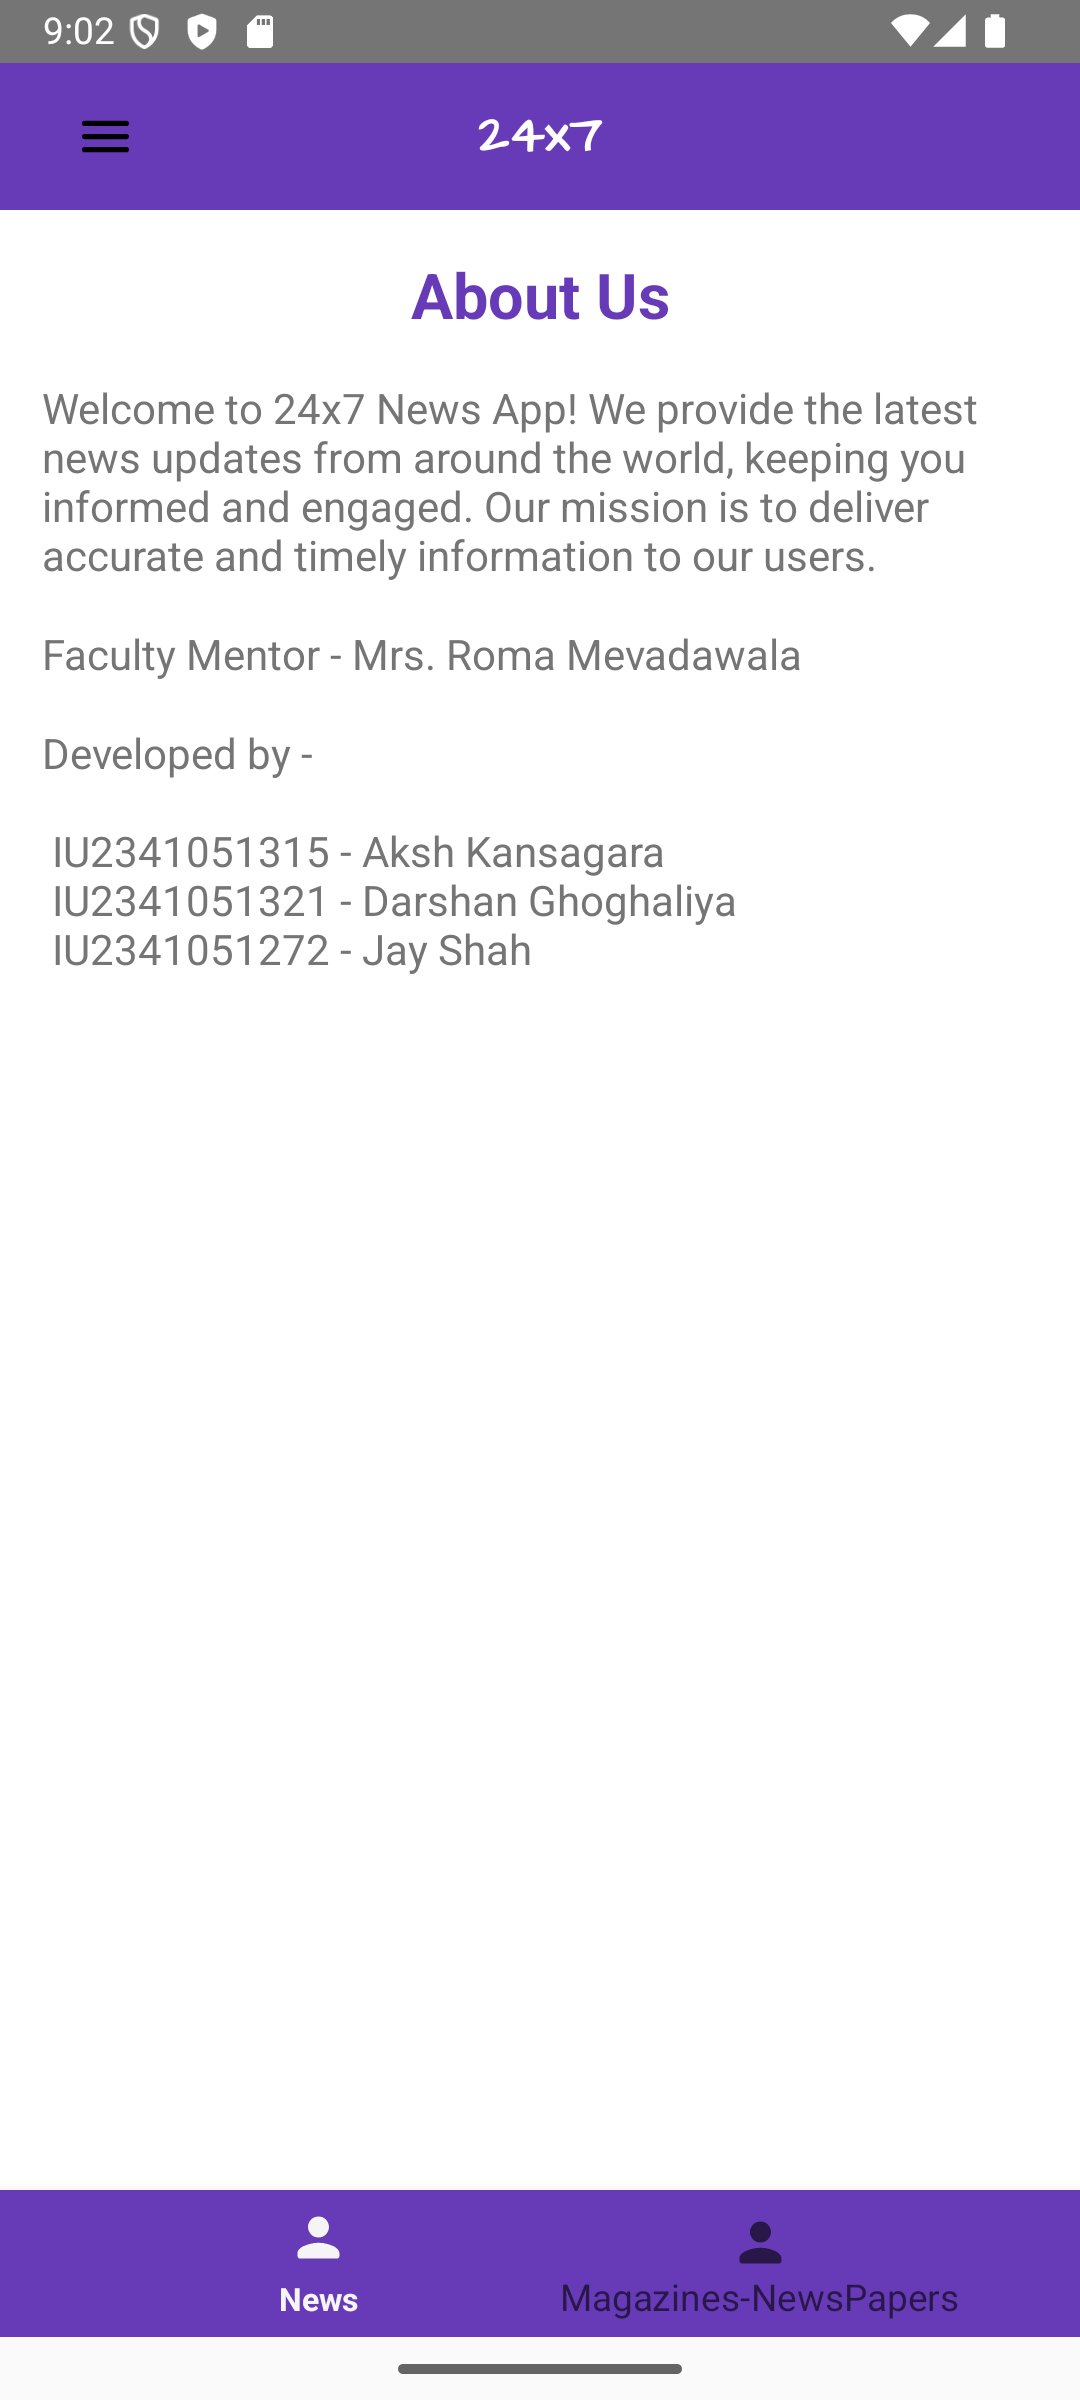 9:02
24x7
About Us
Welcome to 24x7 News App! We provide the latest
news updates from around the world, keeping you
informed and engaged. Our mission is to deliver
accurate and timely information to our users.
Faculty Mentor - Mrs. Roma Mevadawala
Developed by -
IU2341051315 - Aksh Kansagara
IU2341051321 - Darshan Ghoghaliya
IU2341051272 - Jay Shah
News
Magazines-NewsPapers